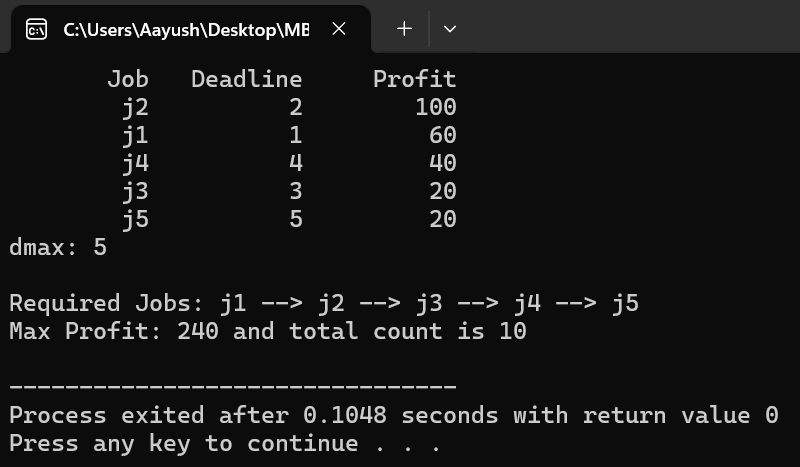 C:\Users\Aayush\Desktop\MB
Job Deadline Profit
j2 2 100
j1 1 60
j4 4 40
j3 3 20
j5 5 20
dmax: 5
Required Jobs: j1 --> j2 --> j3 --> j4 --> j5
Max Profit: 240 and total count is 10
--------------------------------
Process exited after 0.1048 seconds with return value 0
Press any key to continue . . .